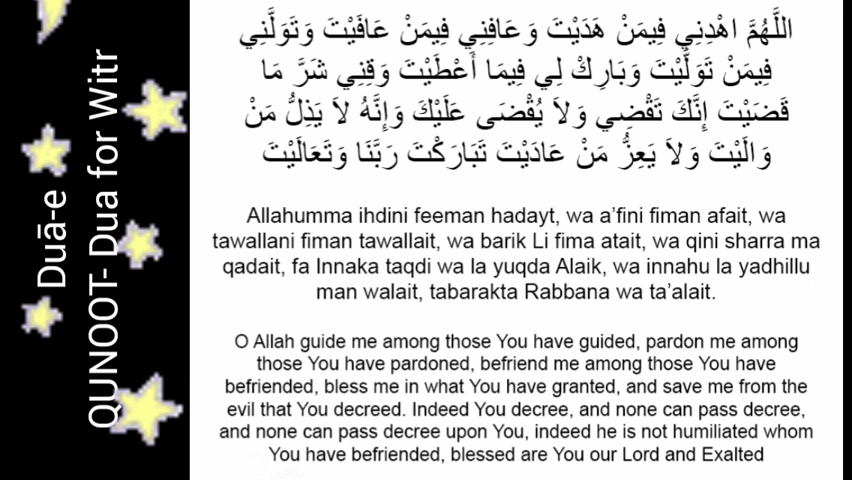 Duā-e
QUNOOT- Dua for Witr
اللَّهُمَّ اهْدِنِي فِيمَنْ هَدَيْتَ وَعَافِنِي فِيمَنْ عَافَيْتَ وَتَوَلَّنِي
فِيمَنْ تَوَلَّيْتَ وَبَارِكْ لِي فِيمَا أَعْطَيْتَ وَقِنِي شَرَّ مَا
قَضَيْتَ إِنَّكَ تَقْضِي وَلاَ يُقْضَى عَلَيْكَ وَإِنَّهُ لاَ يَذِلُّ مَنْ
وَالَيْتَ وَلاَ يَعِزُّ مَنْ عَادَيْتَ تَبَارَكْتَ رَبَّنَا وَتَعَالَيْتَ
Allahumma ihdini feeman hadayt, wa a’fini fiman afait, wa
tawallani fiman tawallait, wa barik Li fima atait, wa qini sharra ma
qadait, fa Innaka taqdi wa la yuqda Alaik, wa innahu la yadhillu
man walait, tabarakta Rabbana wa ta’alait.
O Allah guide me among those You have guided, pardon me among
those You have pardoned, befriend me among those You have
befriended, bless me in what You have granted, and save me from the
evil that You decreed. Indeed You decree, and none can pass decree,
and none can pass decree upon You, indeed he is not humiliated whom
You have befriended, blessed are You our Lord and Exalted